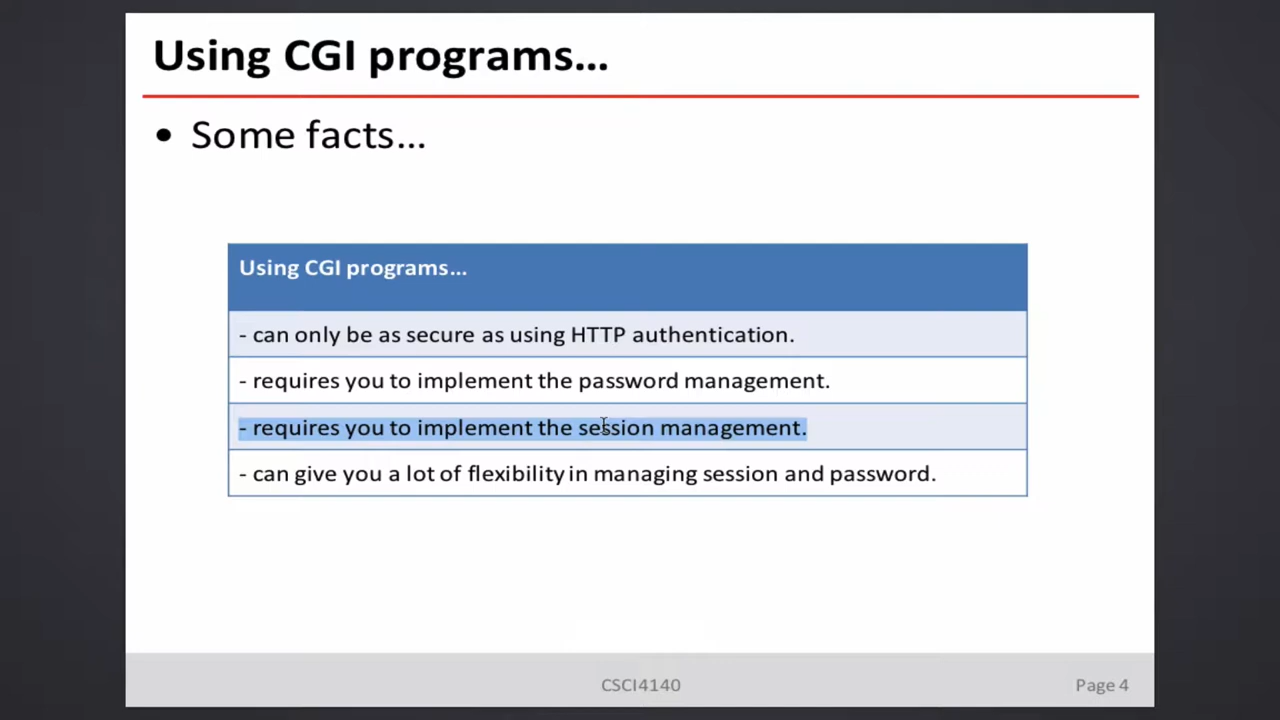 Using CGI programs…
• Some facts…
Using CGI programs…
- can only be as secure as using HTTP authentication.
- requires you to implement the password management.
- requires you to implement the session management.
- can give you a lot of flexibility in managing session and password.
CSCI4140
Page 4